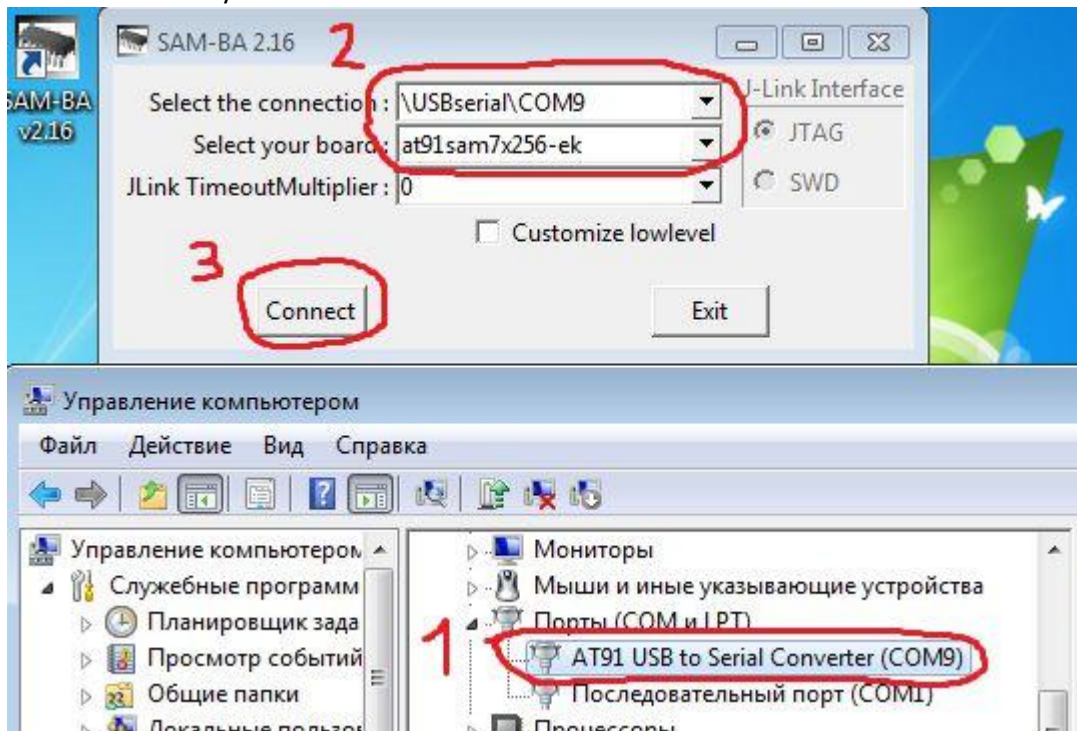 SAM-BA 2.16
2
SAM-BA
v2.16
Select the connection : \USBserial\COM9
J-Link Interface
Select your board : at91sam7x256-ek
JTAG
JLink TimeoutMultiplier : 0
SWD
Customize lowlevel
3
Connect
Exit
Управление компьютером
Файл Действие Вид Справка
Управление компьютером
Мониторы
Служебные программ
Мыши и иные указывающие устройства
Планировщик зада
Порты (COM и LPT)
1
AT91 USB to Serial Converter (COM9)
Просмотр событий
Последовательный порт (COM1)
Общие папки
Процессоры
Локальные пользов